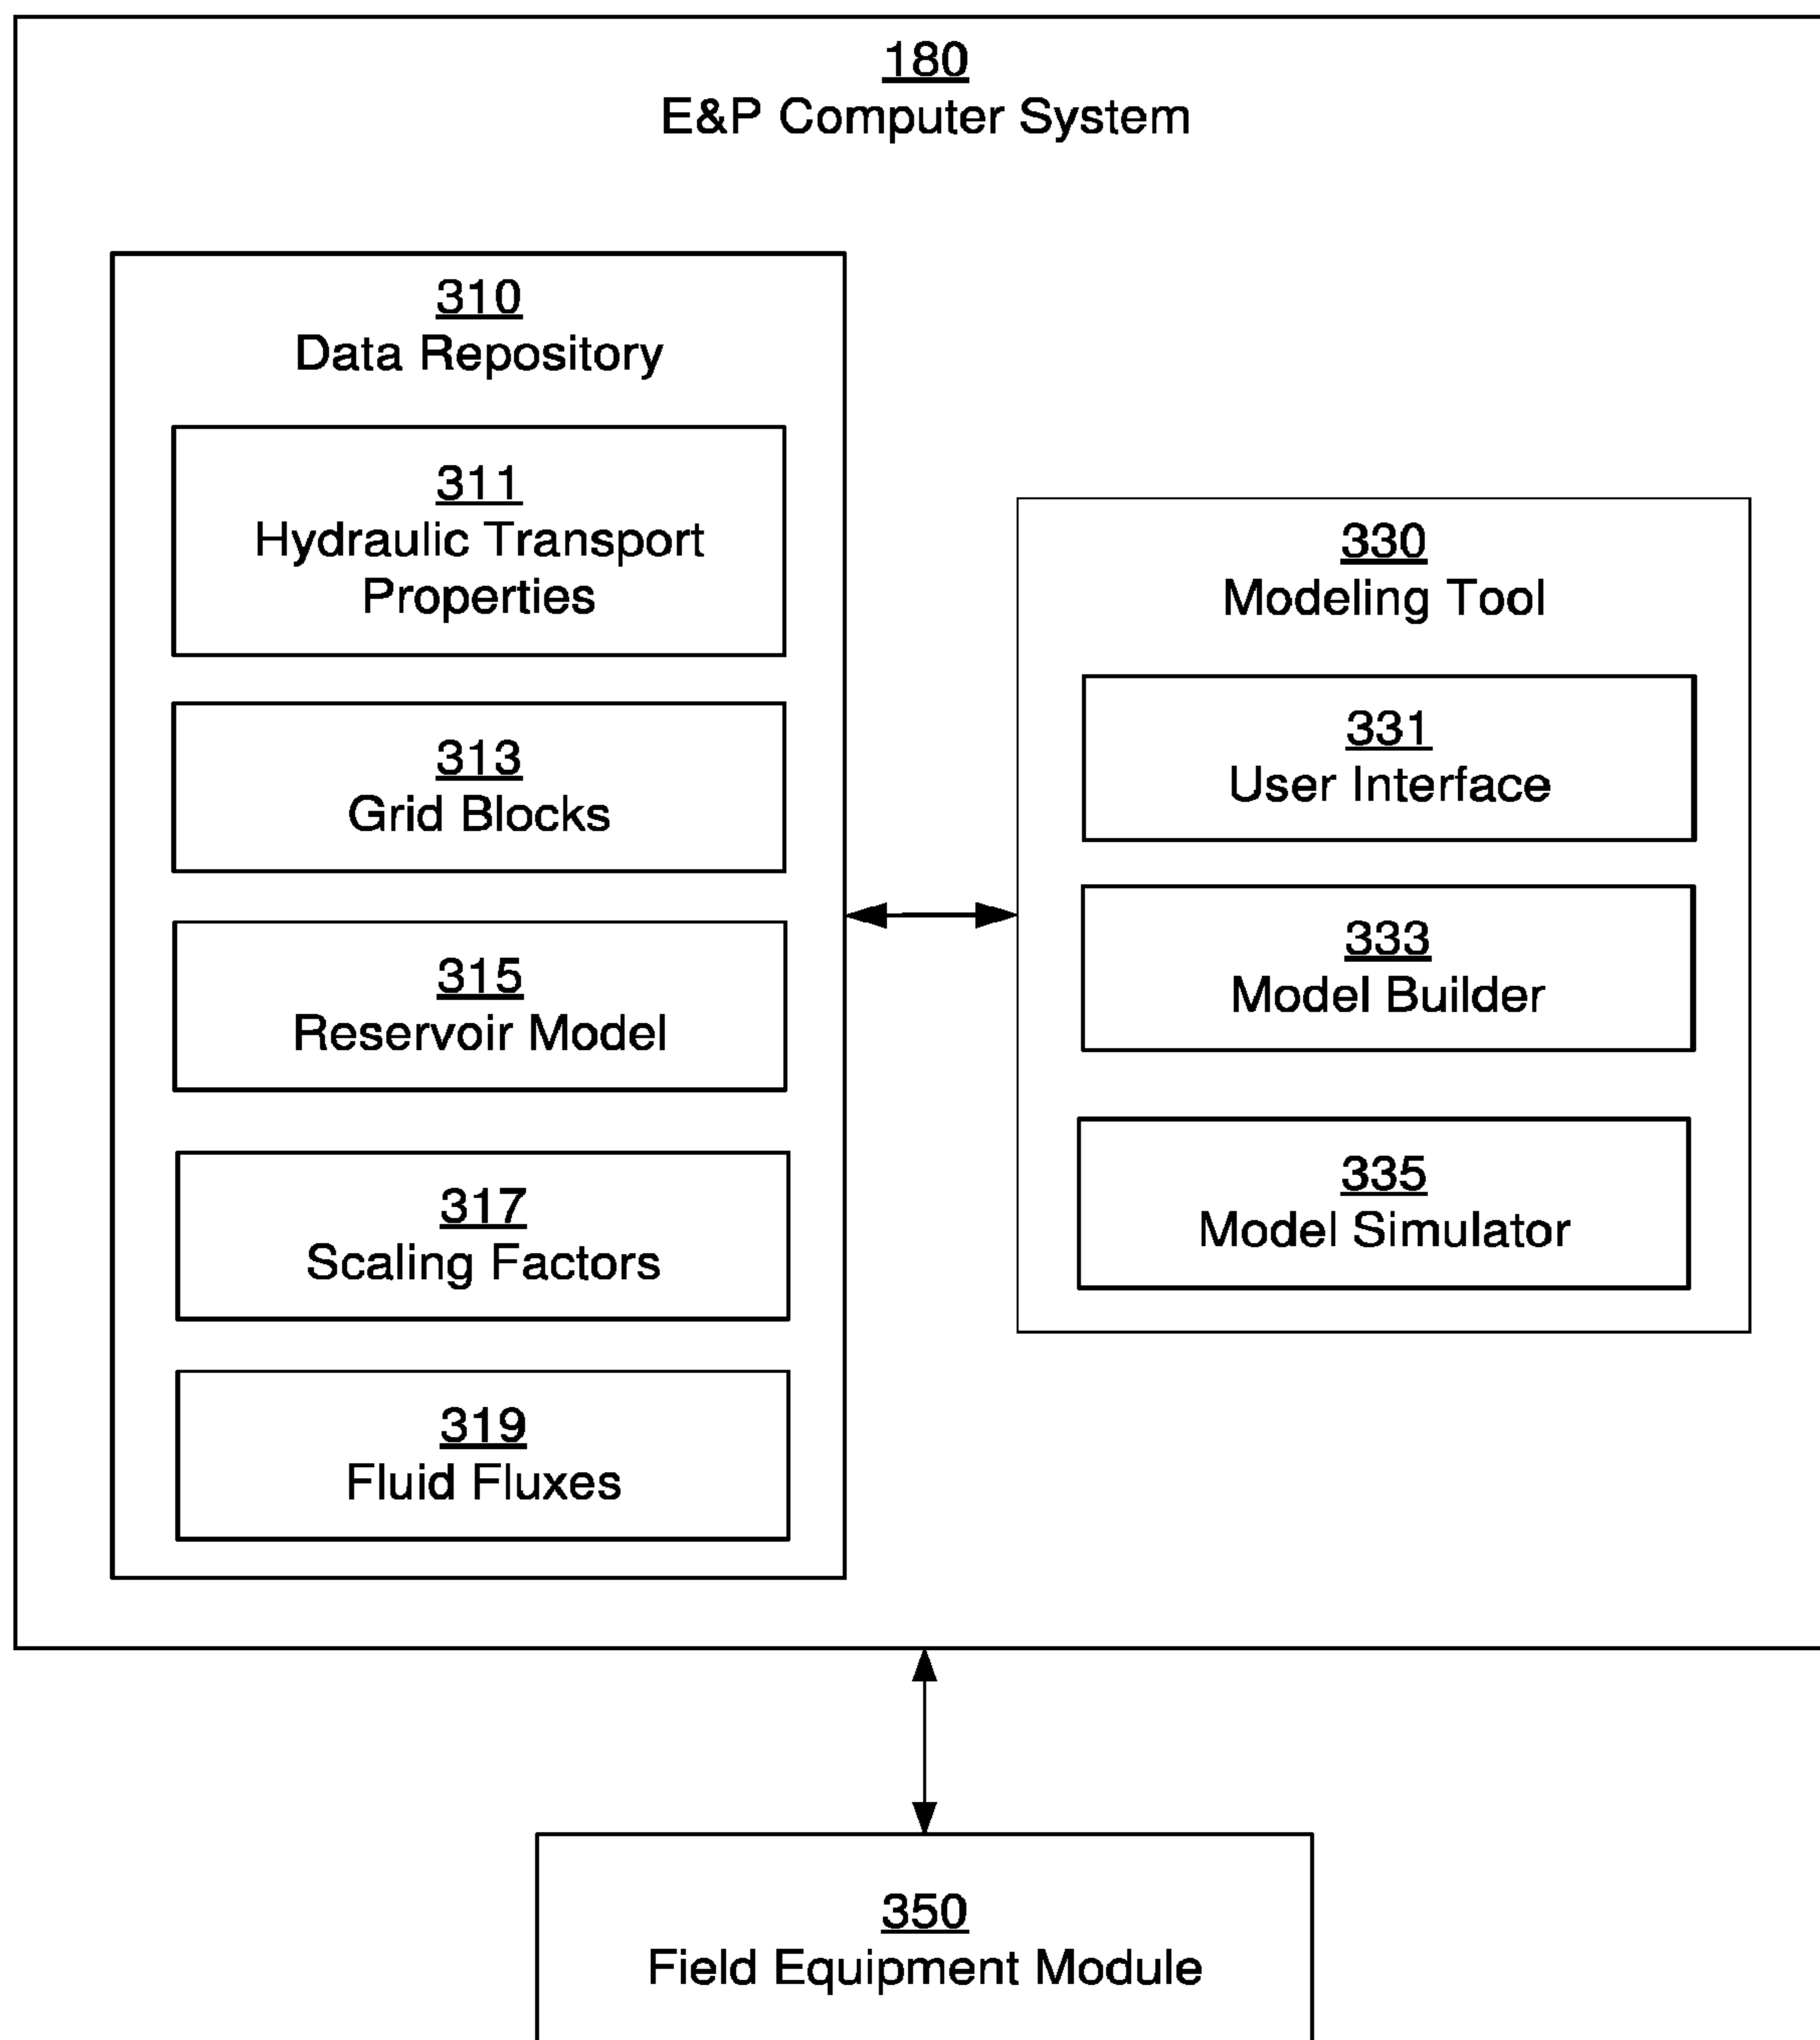 180
E&P Computer System
310
Data Repository
311
Hydraulic Transport
Properties
313
Grid Blocks
315
Reservoir Model
317
Scaling Factors
319
Fluid Fluxes
330
Modeling Tool
331
User Interface
333
Model Builder
335
Model Simulator
350
Field Equipment Module